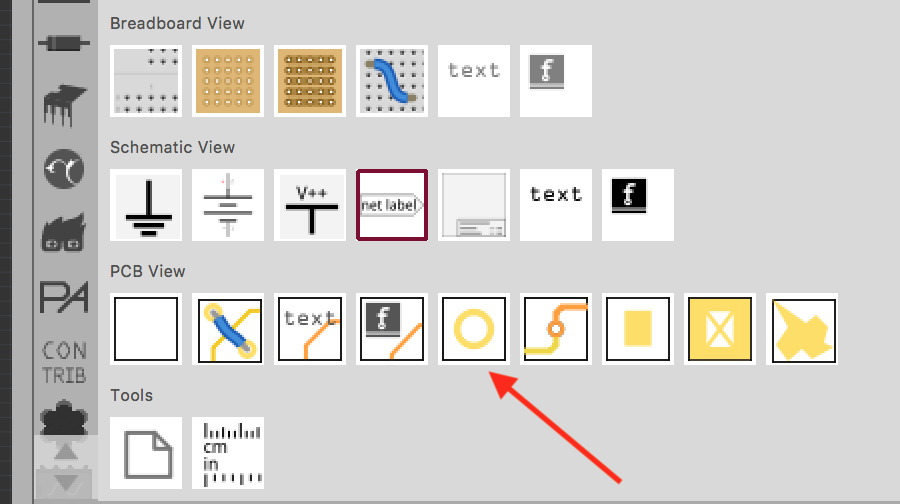 Breadboard View
text
f
Schematic View
V++
net label
text
f
PCB View
text
f
PA
CON
TRIB
Tools
cm
in